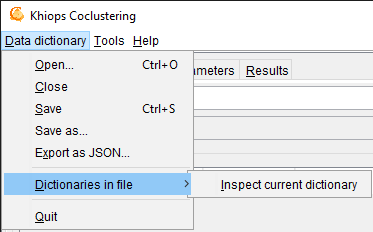 Khiops Coclustering
Data dictionary Tools Help
Open... Ctrl+O
Close
Save Ctrl+S
Save as...
Export as JSON...
Dictionaries in file
Quit
Inspect current dictionary
Results